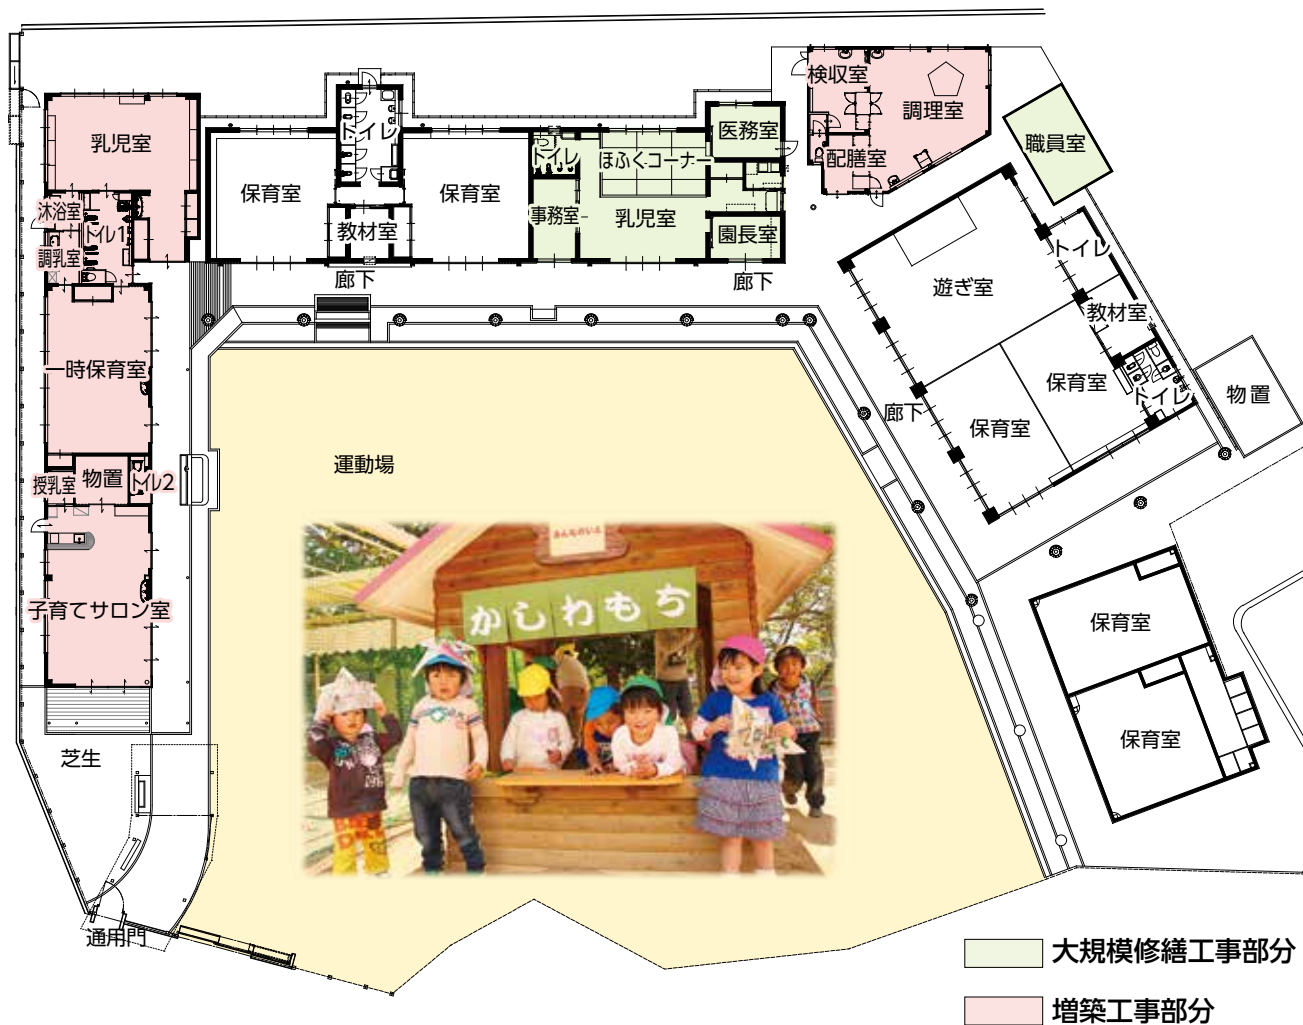 検収室
調理室
配膳室
職員室
乳児室
沐浴室
トイレ1
調乳室
一時保育室
授乳室
物置
トイレ2
子育てサロン室
芝生
通用門
保育室
トイレ
教材室
保育室
廊下
トイレ
ほふくコーナー
医務室
事務室
乳児室
園長室
廊下
遊ぎ室
トイレ
教材室
保育室
トイレ
保育室
廊下
物置
保育室
保育室
運動場
かしわもち
大規模修繕工事部分
増築工事部分